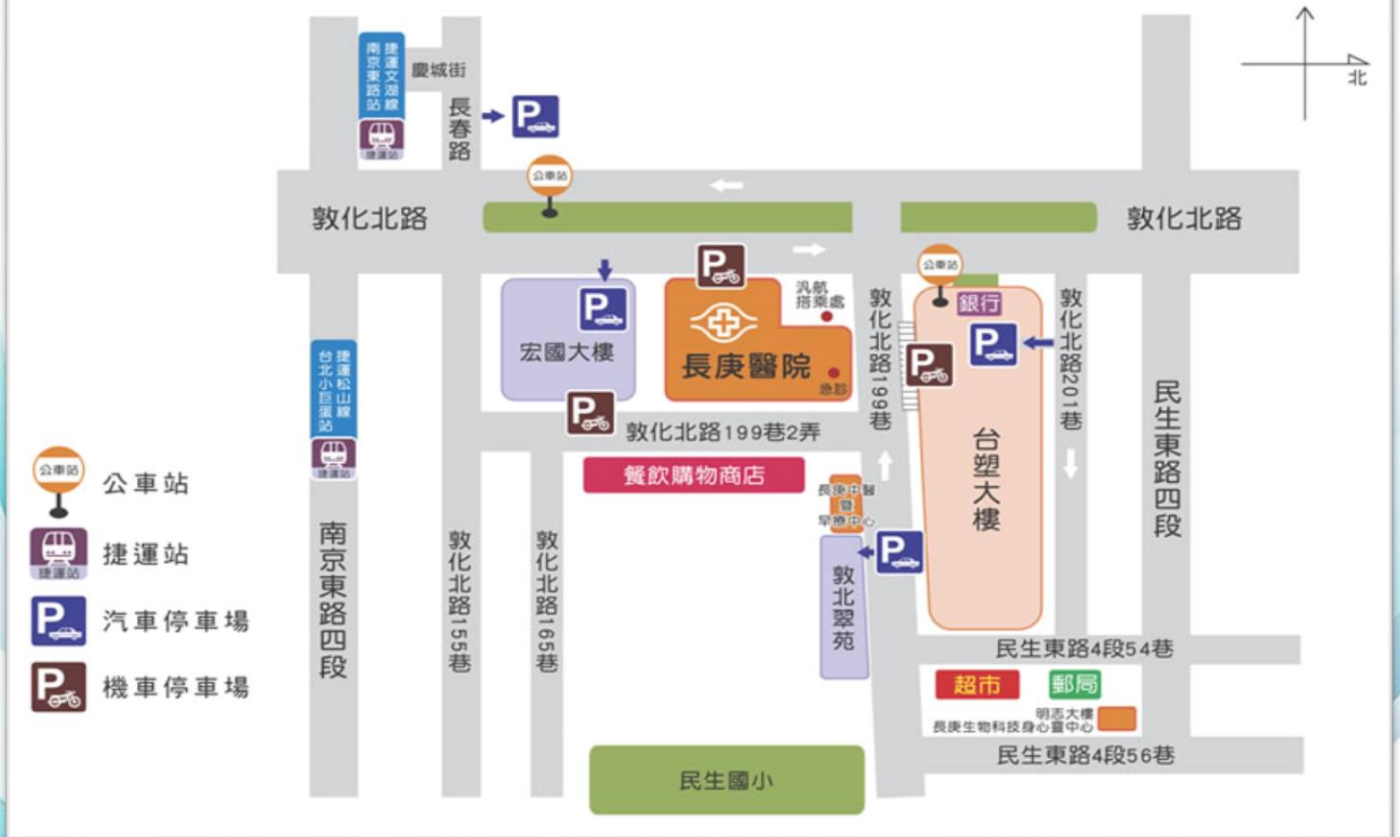 捷運文湖線
南京東路站
捷運站
慶城街
長春路
P
公車站
北
敦化北路
敦化北路
P
宏國大樓
P
長庚醫院
汎航
搭乘處
急診
敦化北路199巷
公車站
銀行
P
P
台塑大樓
敦化北路201巷
民生東路四段
捷運松山線
台北小巨蛋站
捷運站
P
敦化北路199巷2弄
餐飲購物商店
長庚中醫
暨
早療中心
P
敦北翠苑
南京東路四段
敦化北路155巷
敦化北路165巷
民生東路4段54巷
超市
郵局
明志大樓
長庚生物科技身心靈中心
民生東路4段56巷
民生國小
公車站
公車站
捷運站
捷運站
P
汽車停車場
P
機車停車場